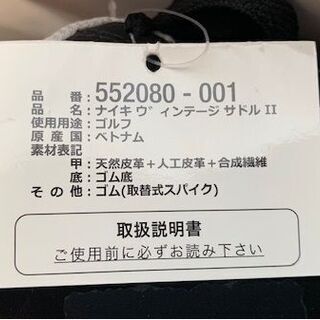 品番：552080-001
品名：ナイキ ヴィンテージ サドル II
使用用途：ゴルフ
原産国：ベトナム
素材表記
甲：天然皮革＋人工皮革＋合成繊維
底：ゴム底
その他：ゴム(取替式スパイク)
取扱説明書
ご使用前に必ずお読み下さい